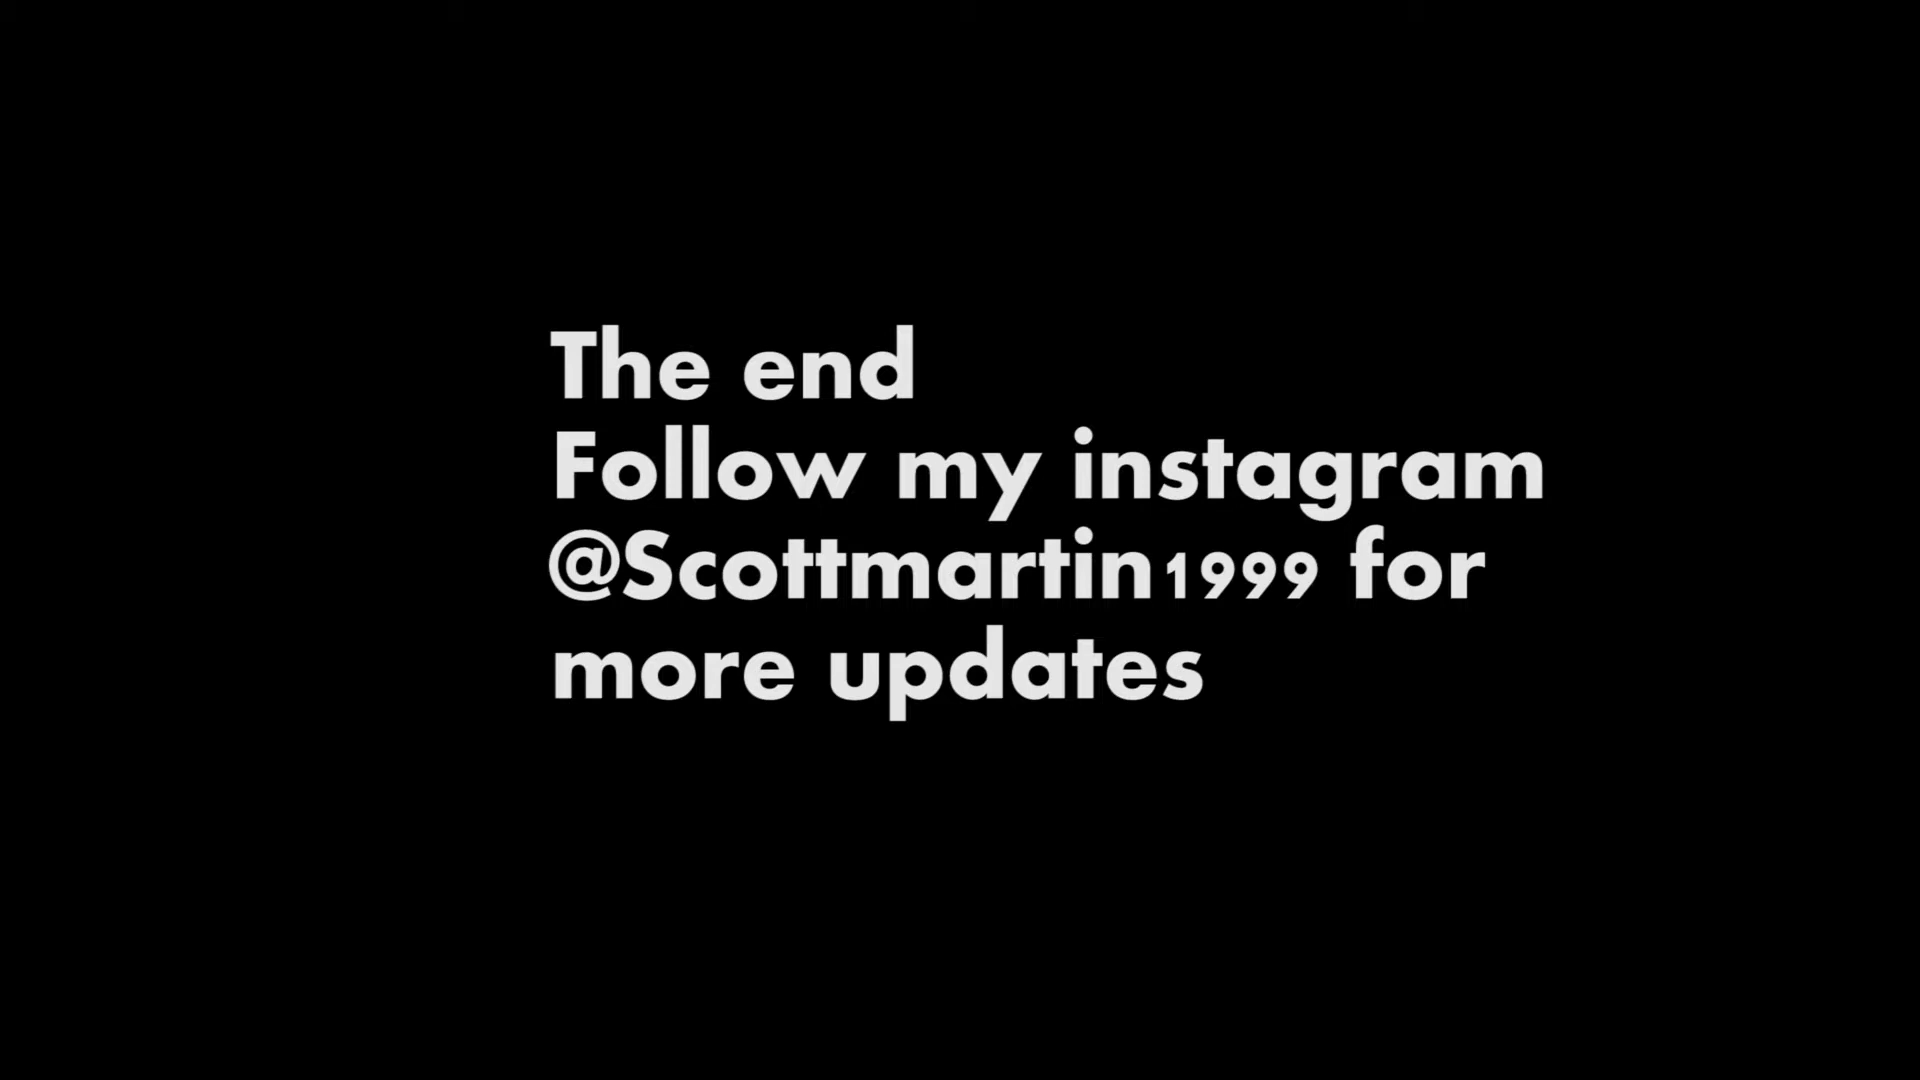 The end
Follow my instagram
@Scottmartin1999 for
more updates